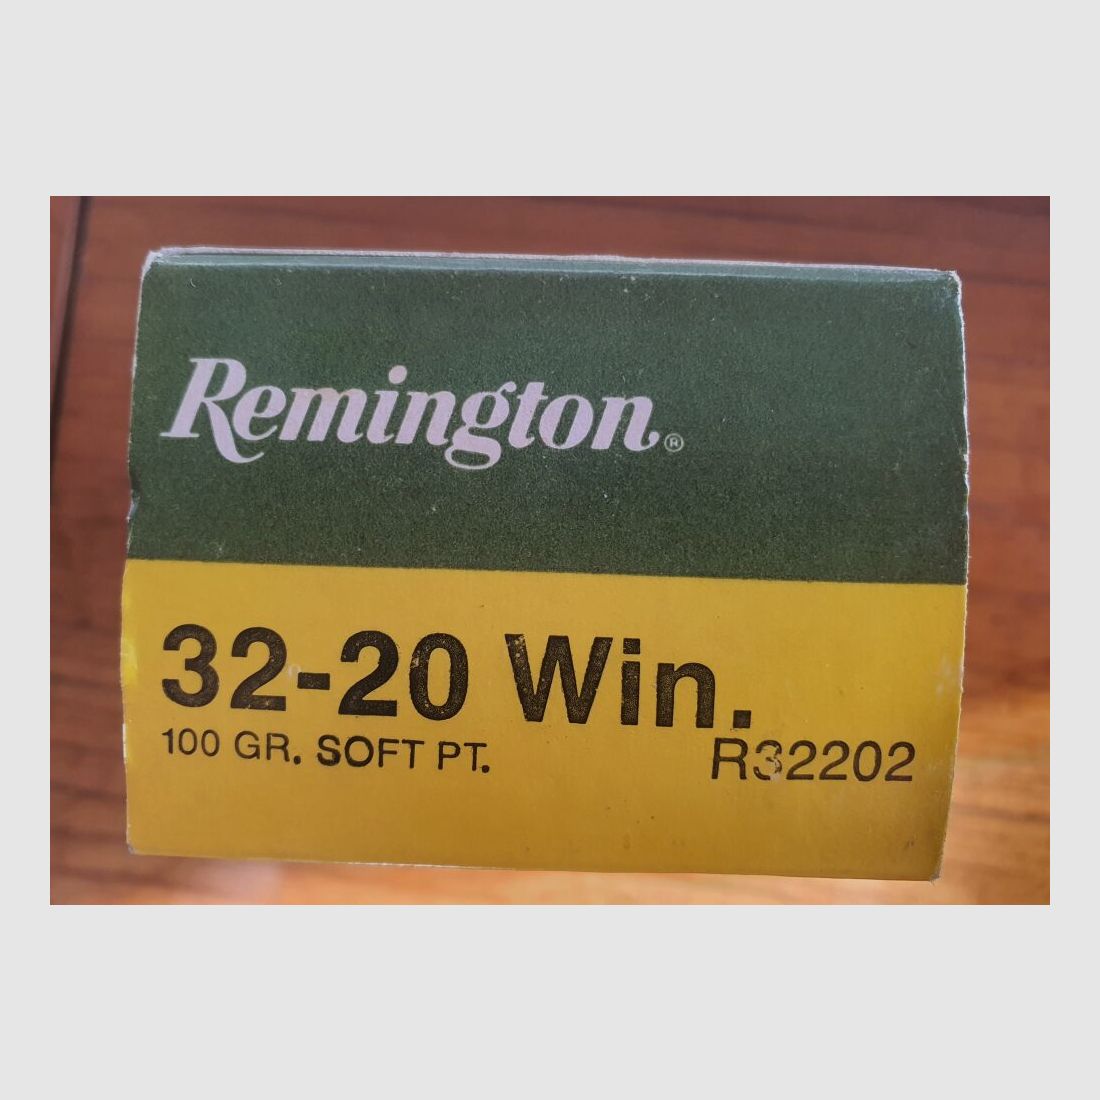 Remington®
32-20 Win.
100 GR. SOFT PT. R32202